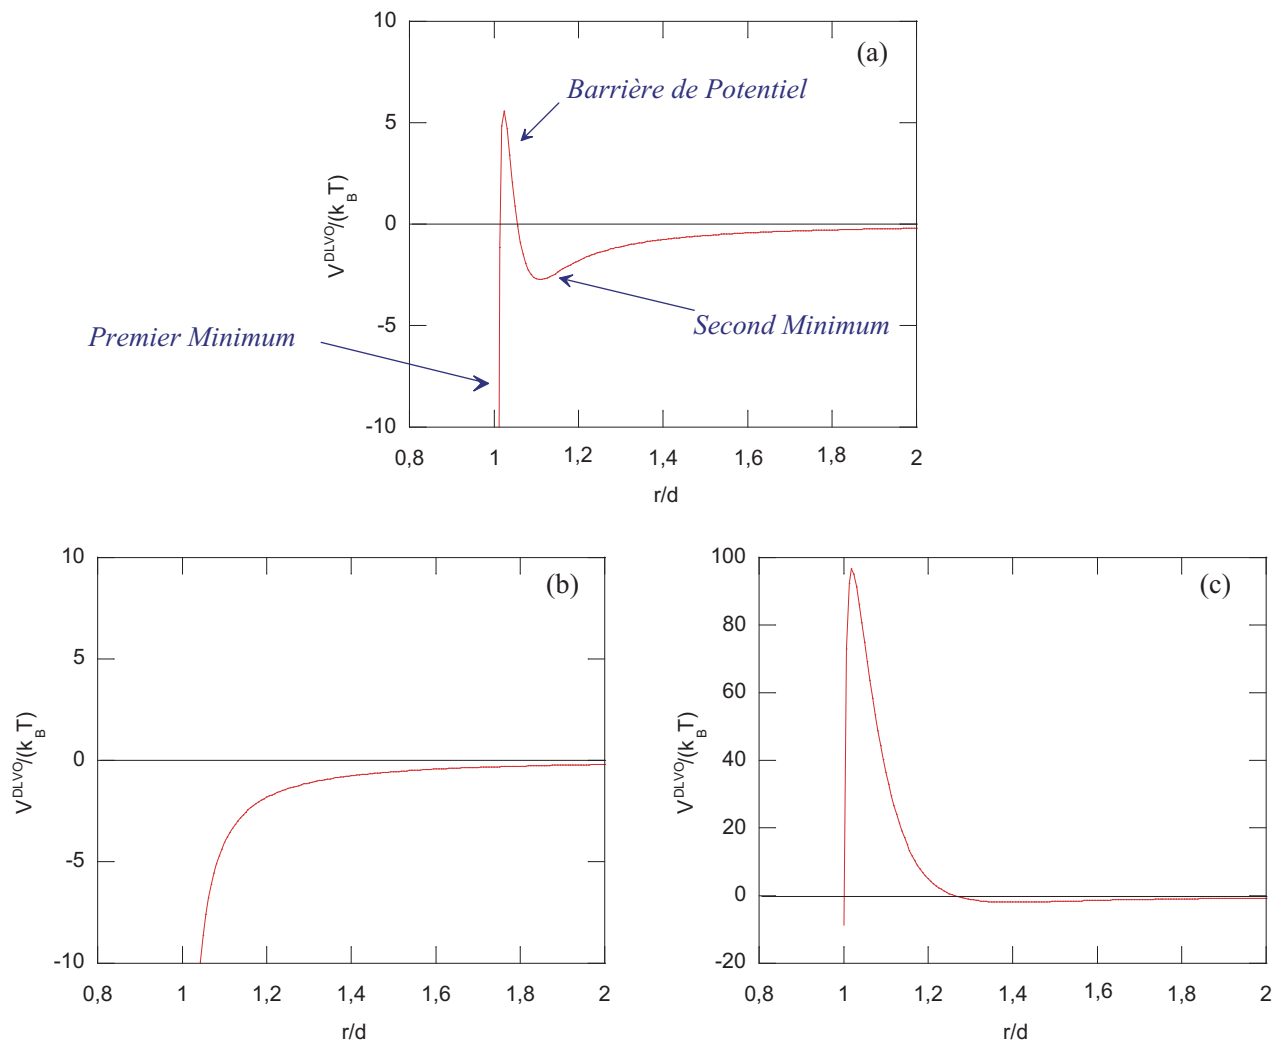 (a)
10
Barrière de Potentiel
5
V^DLVO/(k_B T)
0
Second Minimum
Premier Minimum
-5
-10
0,8 1 1,2 1,4 1,6 1,8 2
r/d
(b)
10
5
V^DLVO/(k_B T)
0
-5
-10
0,8 1 1,2 1,4 1,6 1,8 2
r/d
(c)
100
80
60
V^DLVO/(k_B T)
40
20
0
-20
0,8 1 1,2 1,4 1,6 1,8 2
r/d